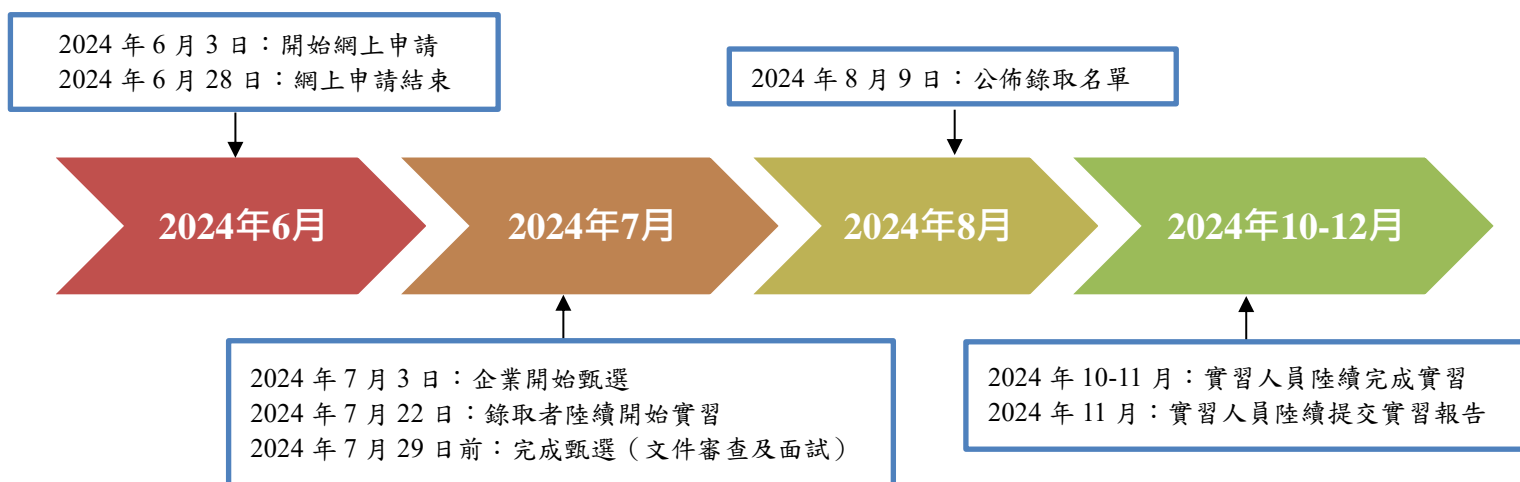 2024 年 6 月 3 日：開始網上申請
2024 年 6 月 28 日：網上申請結束
2024 年 8 月 9 日：公佈錄取名單
2024年6月
2024年7月
2024年8月
2024年10-12月
2024 年 7 月 3 日：企業開始甄選
2024 年 7 月 22 日：錄取者陸續開始實習
2024 年 7 月 29 日前：完成甄選（文件審查及面試）
2024 年 10-11 月：實習人員陸續完成實習
2024 年 11 月：實習人員陸續提交實習報告